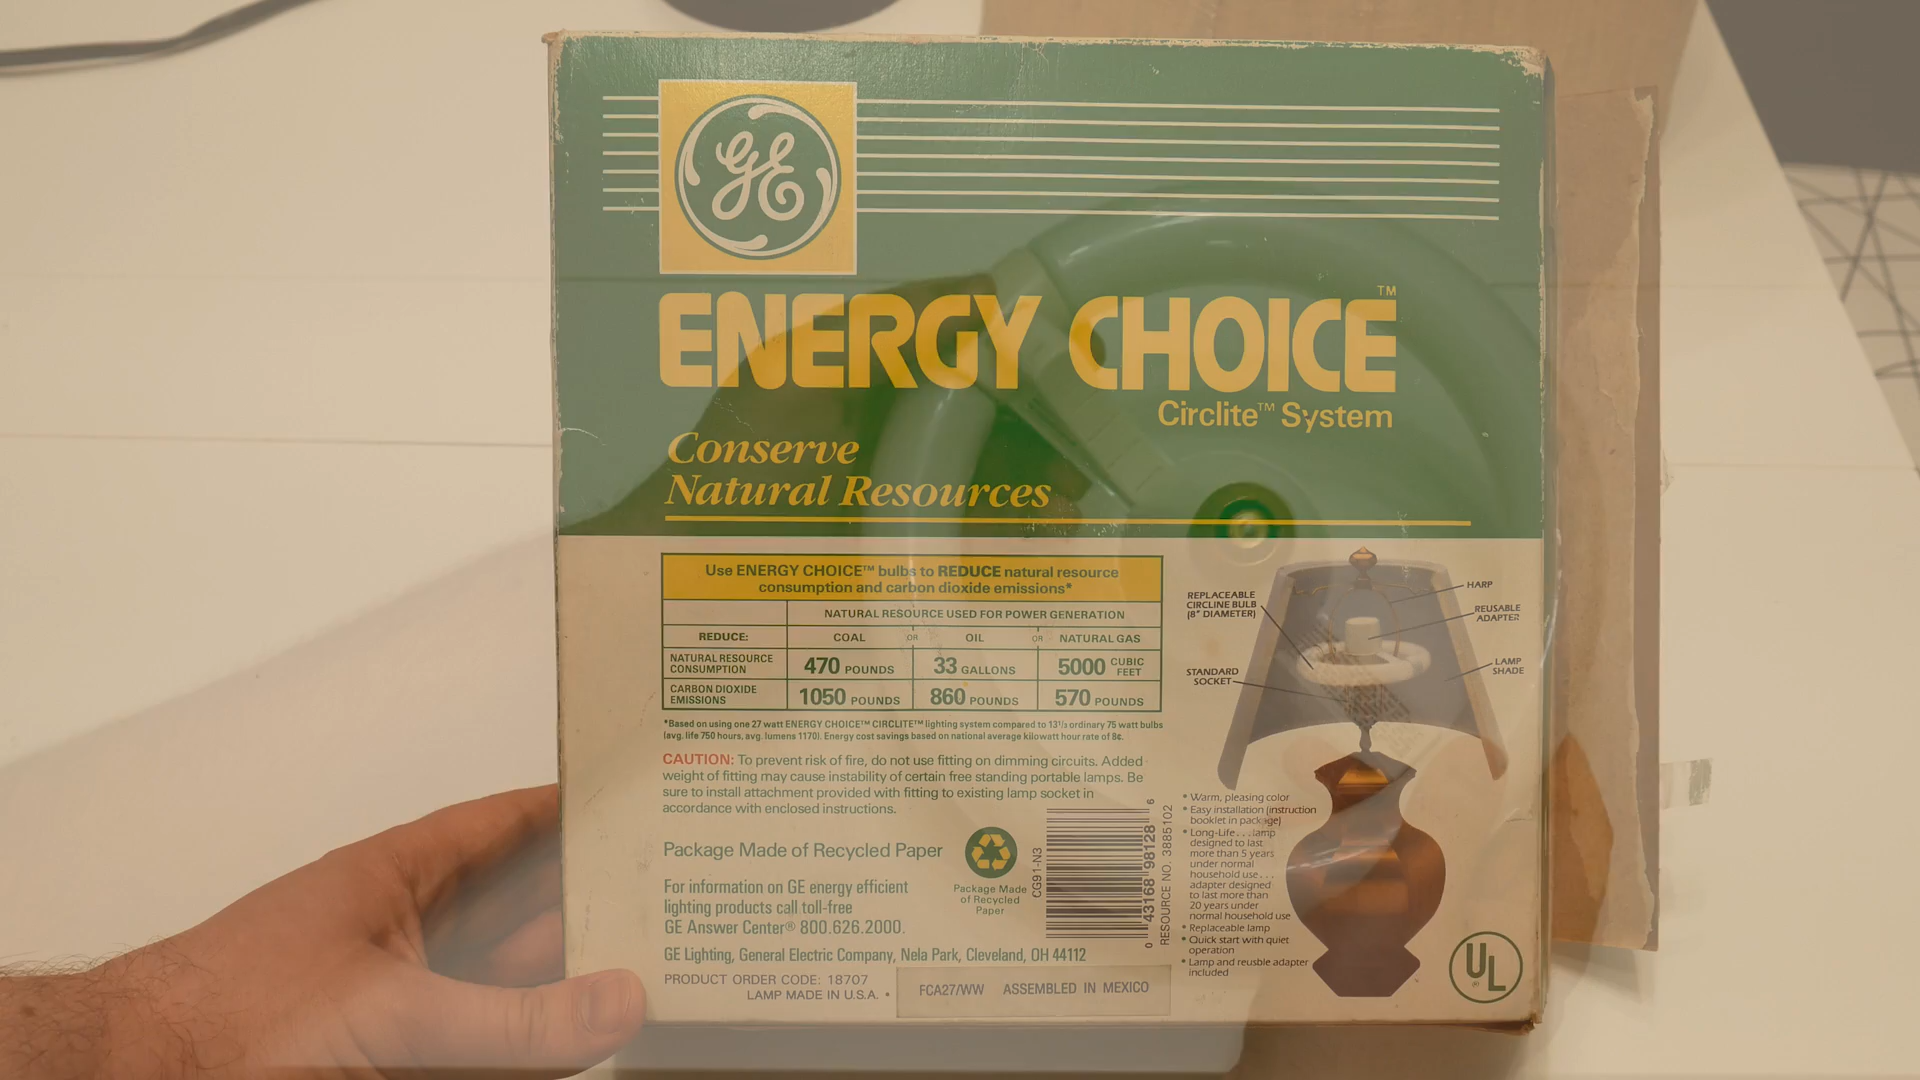 GE
ENERGY CHOICE™
Circlite™ System
Conserve
Natural Resources
Use ENERGY CHOICE™ bulbs to REDUCE natural resource
consumption and carbon dioxide emissions*
NATURAL RESOURCE USED FOR POWER GENERATION
REDUCE: COAL OR OIL OR NATURAL GAS
NATURAL RESOURCE
CONSUMPTION
470 POUNDS 33 GALLONS 5000 CUBIC
FEET
CARBON DIOXIDE
EMISSIONS
1050 POUNDS 860 POUNDS 570 POUNDS
*Based on using one 27 watt ENERGY CHOICE™ CIRCLITE™ lighting system compared to 13⅓ ordinary 75 watt bulbs
(avg. life 750 hours, avg. lumens 1170). Energy cost savings based on national average kilowatt hour rate of 8¢.
CAUTION: To prevent risk of fire, do not use fitting on dimming circuits. Added
weight of fitting may cause instability of certain free standing portable lamps. Be
sure to install attachment provided with fitting to existing lamp socket in
accordance with enclosed instructions.
Package Made of Recycled Paper
Package Made
of Recycled
Paper
For information on GE energy efficient
lighting products call toll-free
GE Answer Center® 800.626.2000.
GE Lighting, General Electric Company, Nela Park, Cleveland, OH 44112
PRODUCT ORDER CODE: 18707
LAMP MADE IN U.S.A. •
FCA27/WW ASSEMBLED IN MEXICO
CG91-N3
0 43168 98128 6
RESOURCE NO. 3885102
REPLACEABLE
CIRCLINE BULB
(8" DIAMETER)
STANDARD
SOCKET
HARP
REUSABLE
ADAPTER
LAMP
SHADE
• Warm, pleasing color
• Easy installation (instruction
booklet in package)
• Long-Life. . . lamp
designed to last
more than 5 years
under normal
household use. . .
adapter designed
to last more than
20 years under
normal household use
• Replaceable lamp
• Quick start with quiet
operation
• Lamp and reusble adapter
included
UL
®